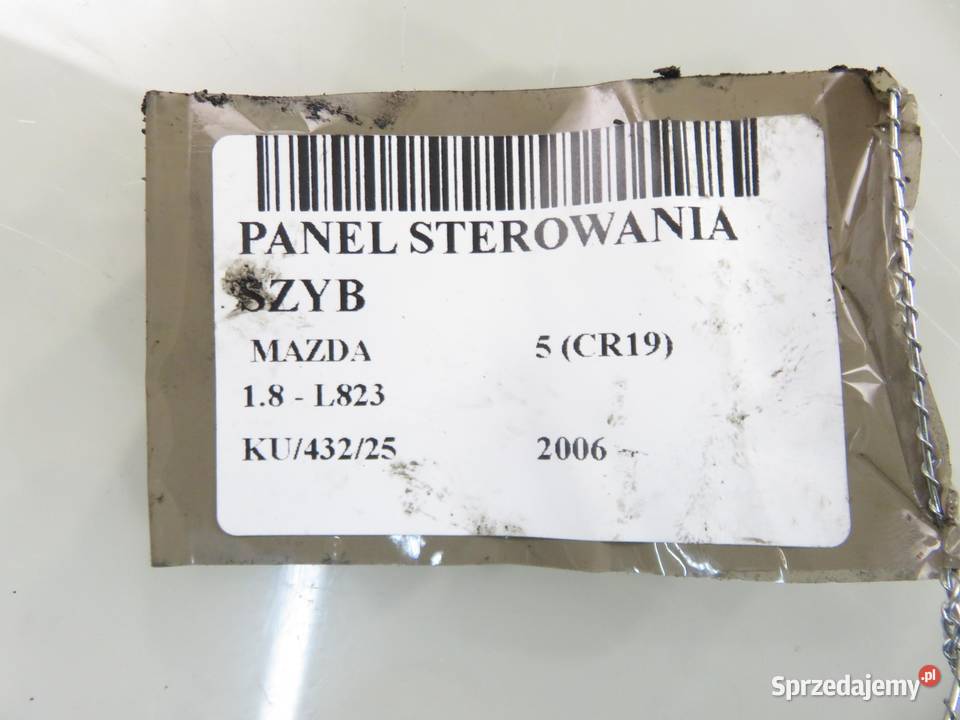 PANEL STEROWANIA
SZYB
MAZDA 5 (CR19)
1.8 - L823
KU/432/25 2006
Sprzedajemy.pl